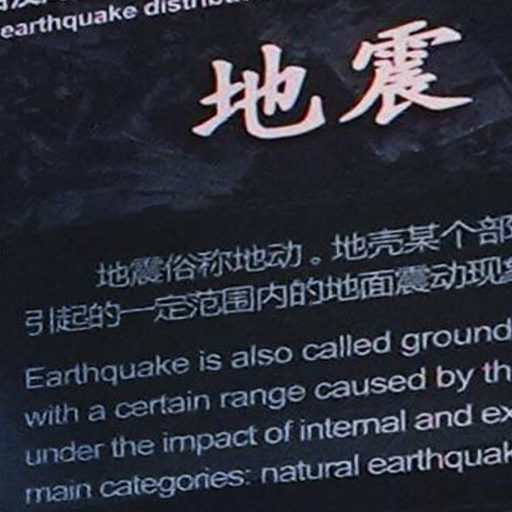 earthquake distribu
地震
地震俗称地动。地壳某个部
引起的一定范围内的地面震动现象
Earthquake is also called ground
with a certain range caused by th
under the impact of internal and ex
main categories: natural earthquak